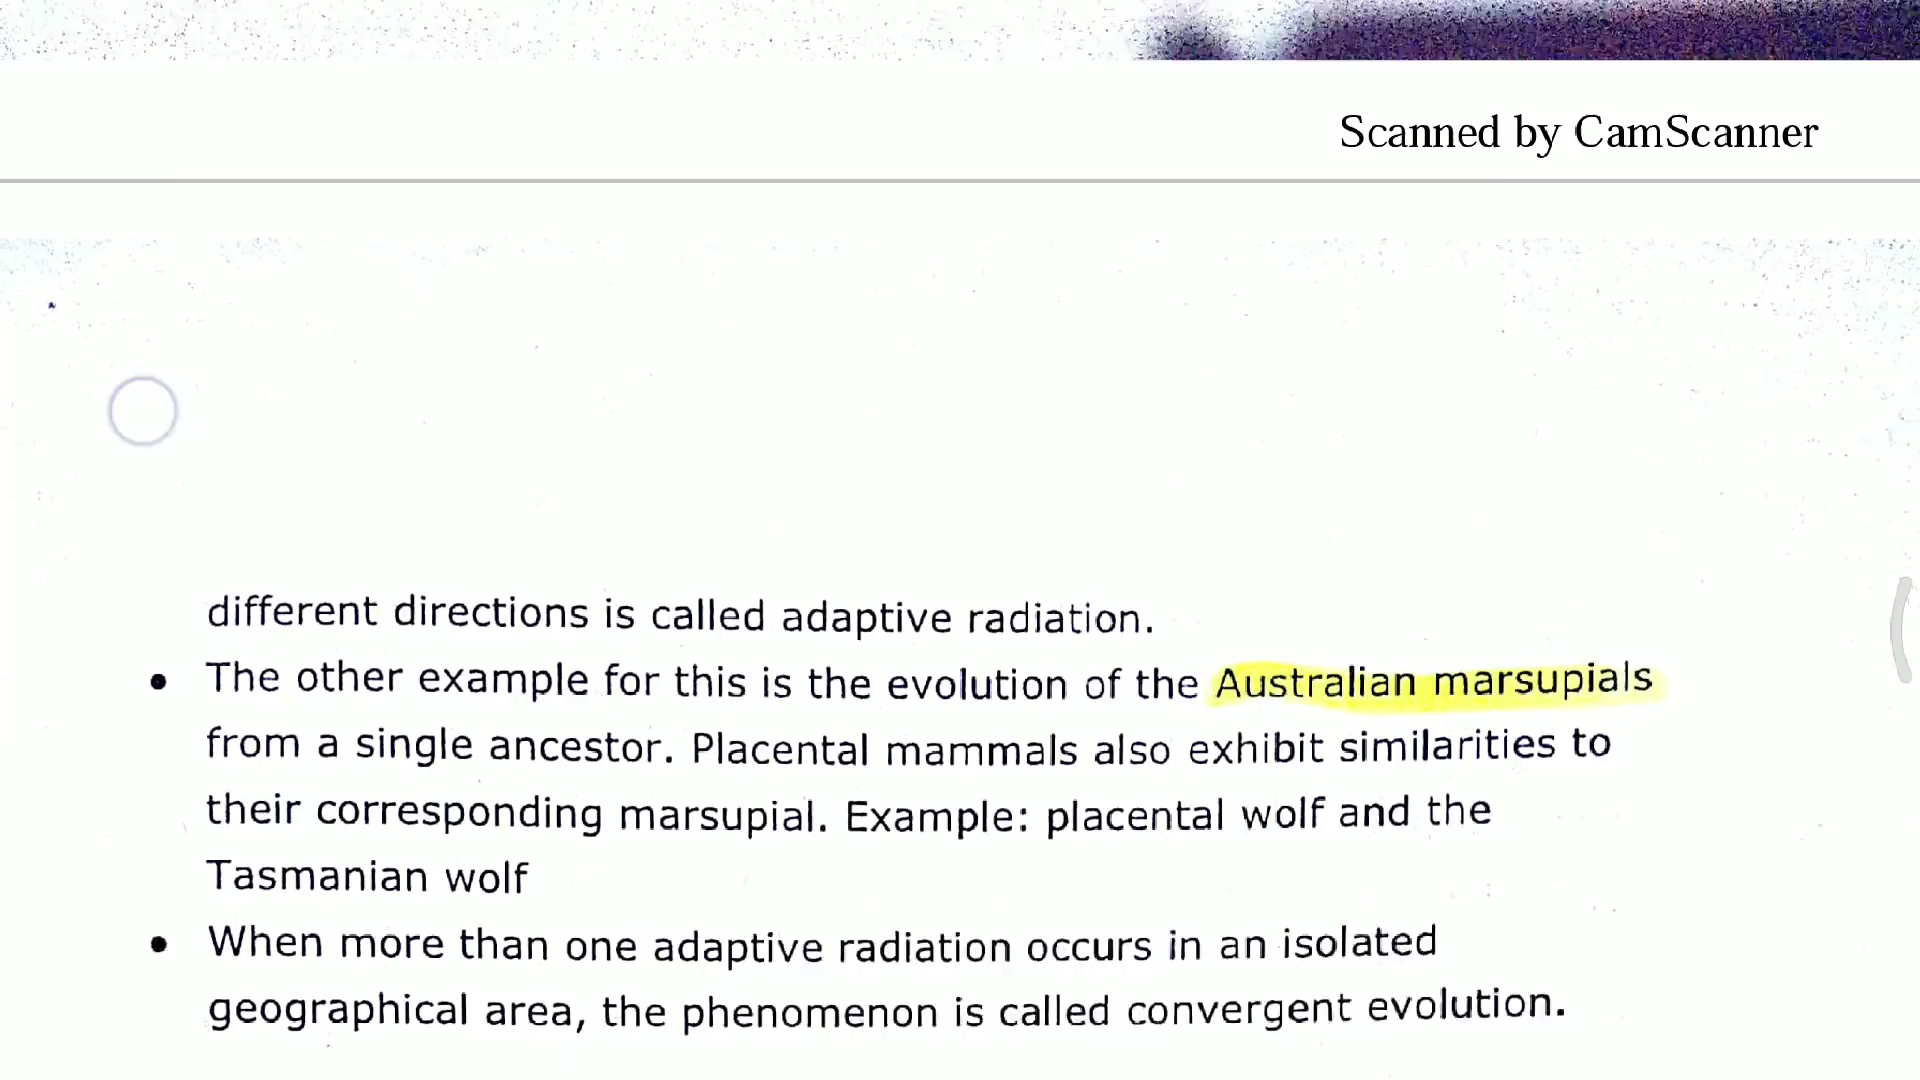 Scanned by CamScanner
different directions is called adaptive radiation.
• The other example for this is the evolution of the Australian marsupials
from a single ancestor. Placental mammals also exhibit similarities to
their corresponding marsupial. Example: placental wolf and the
Tasmanian wolf
• When more than one adaptive radiation occurs in an isolated
geographical area, the phenomenon is called convergent evolution.